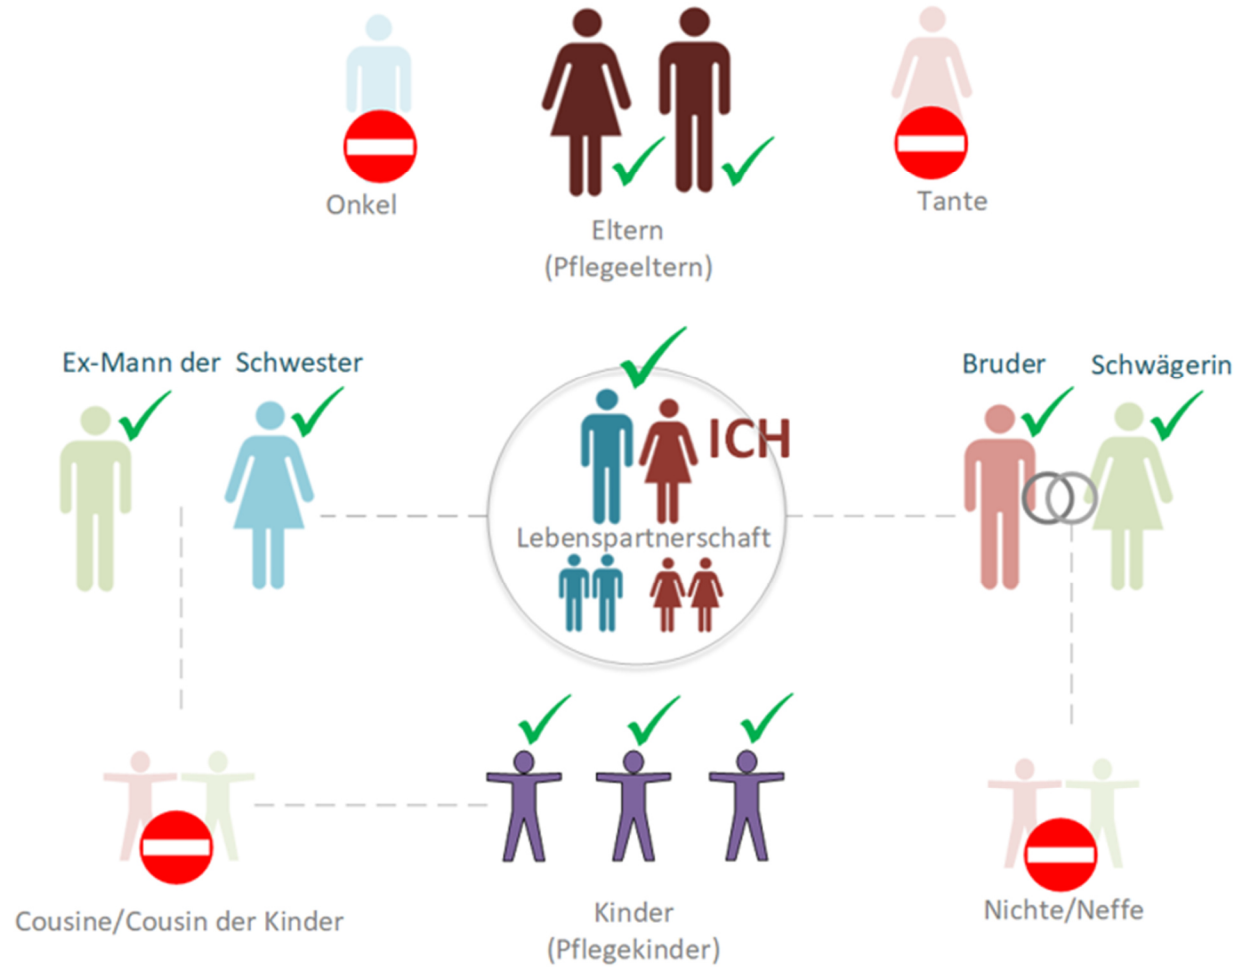 Onkel
Tante
Eltern
(Pflegeeltern)
Ex-Mann der Schwester
Bruder
Schwägerin
ICH
Lebenspartnerschaft
Cousine/Cousin der Kinder
Kinder
(Pflegekinder)
Nichte/Neffe